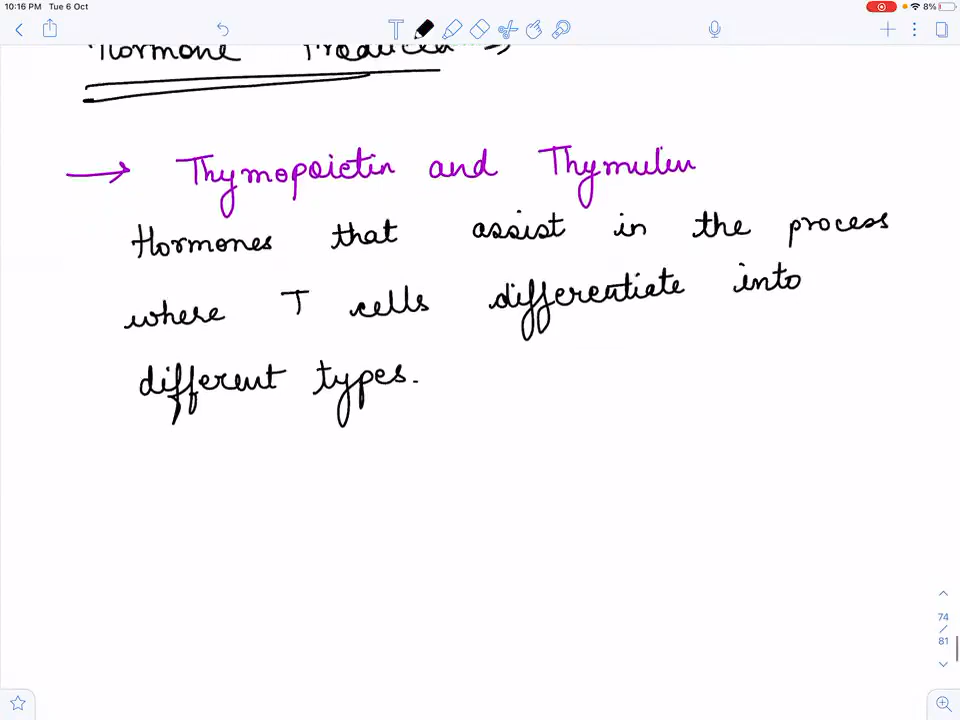 10:16 PM Tue 6 Oct
8%
Hormone Produced →
→ Thymopoietin and Thymulin
Hormones that assist in the process
where T cells differentiate into
different types.
74
/
81